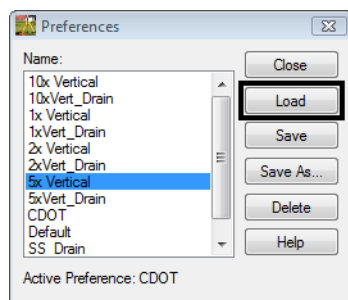 Preferences
Name:
10x Vertical
10xVert_Drain
1x Vertical
1xVert_Drain
2x Vertical
2xVert_Drain
5x Vertical
5xVert_Drain
CDOT
Default
SS_Drain
Close
Load
Save
Save As...
Delete
Help
Active Preference: CDOT